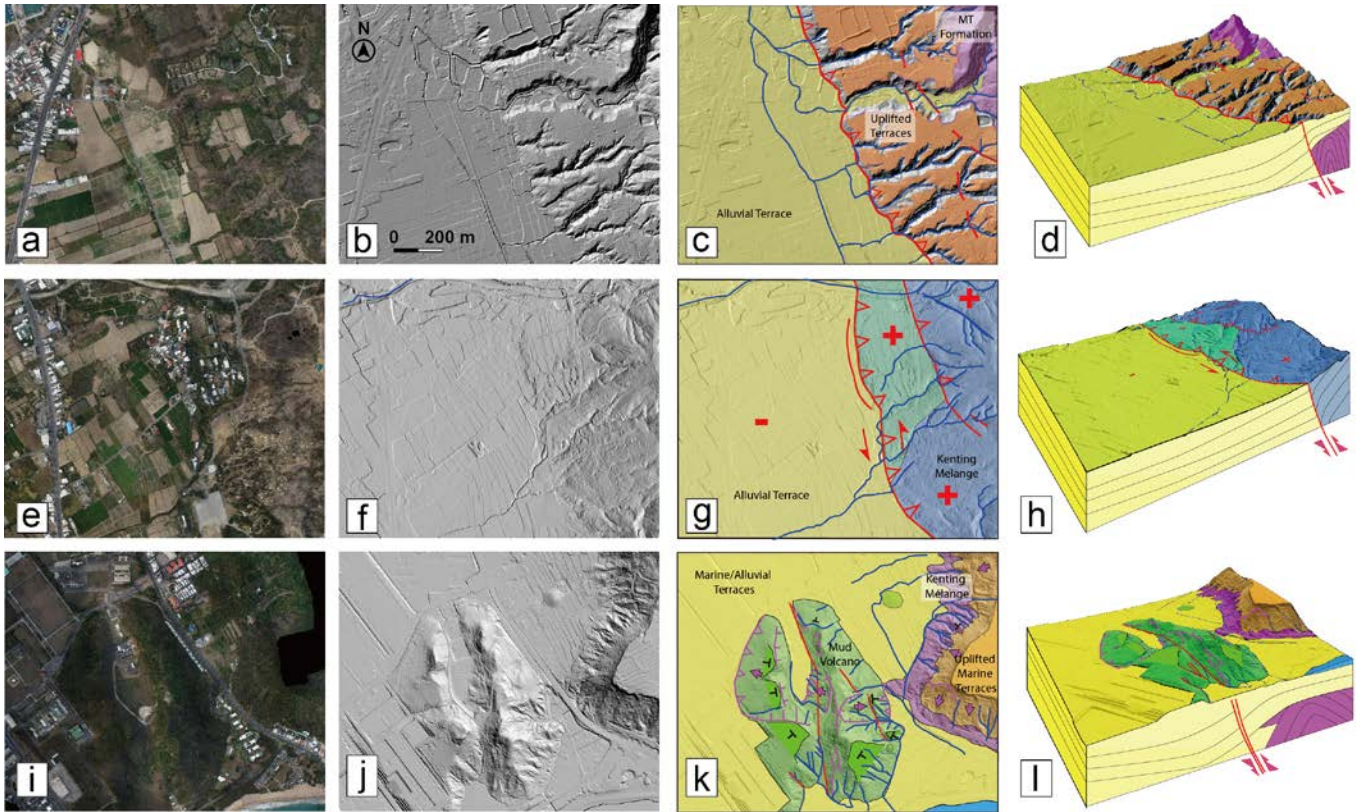 a
N
0 200 m
b
MT
Formation
Uplifted
Terraces
Alluvial Terrace
c
d
e
f
+
+
-
Kenting
Melange
+
Alluvial Terrace
g
h
i
j
Marine/Alluvial
Terraces
Kenting
Mélange
Mud
Volcano
Uplifted
Marine
Terraces
k
l